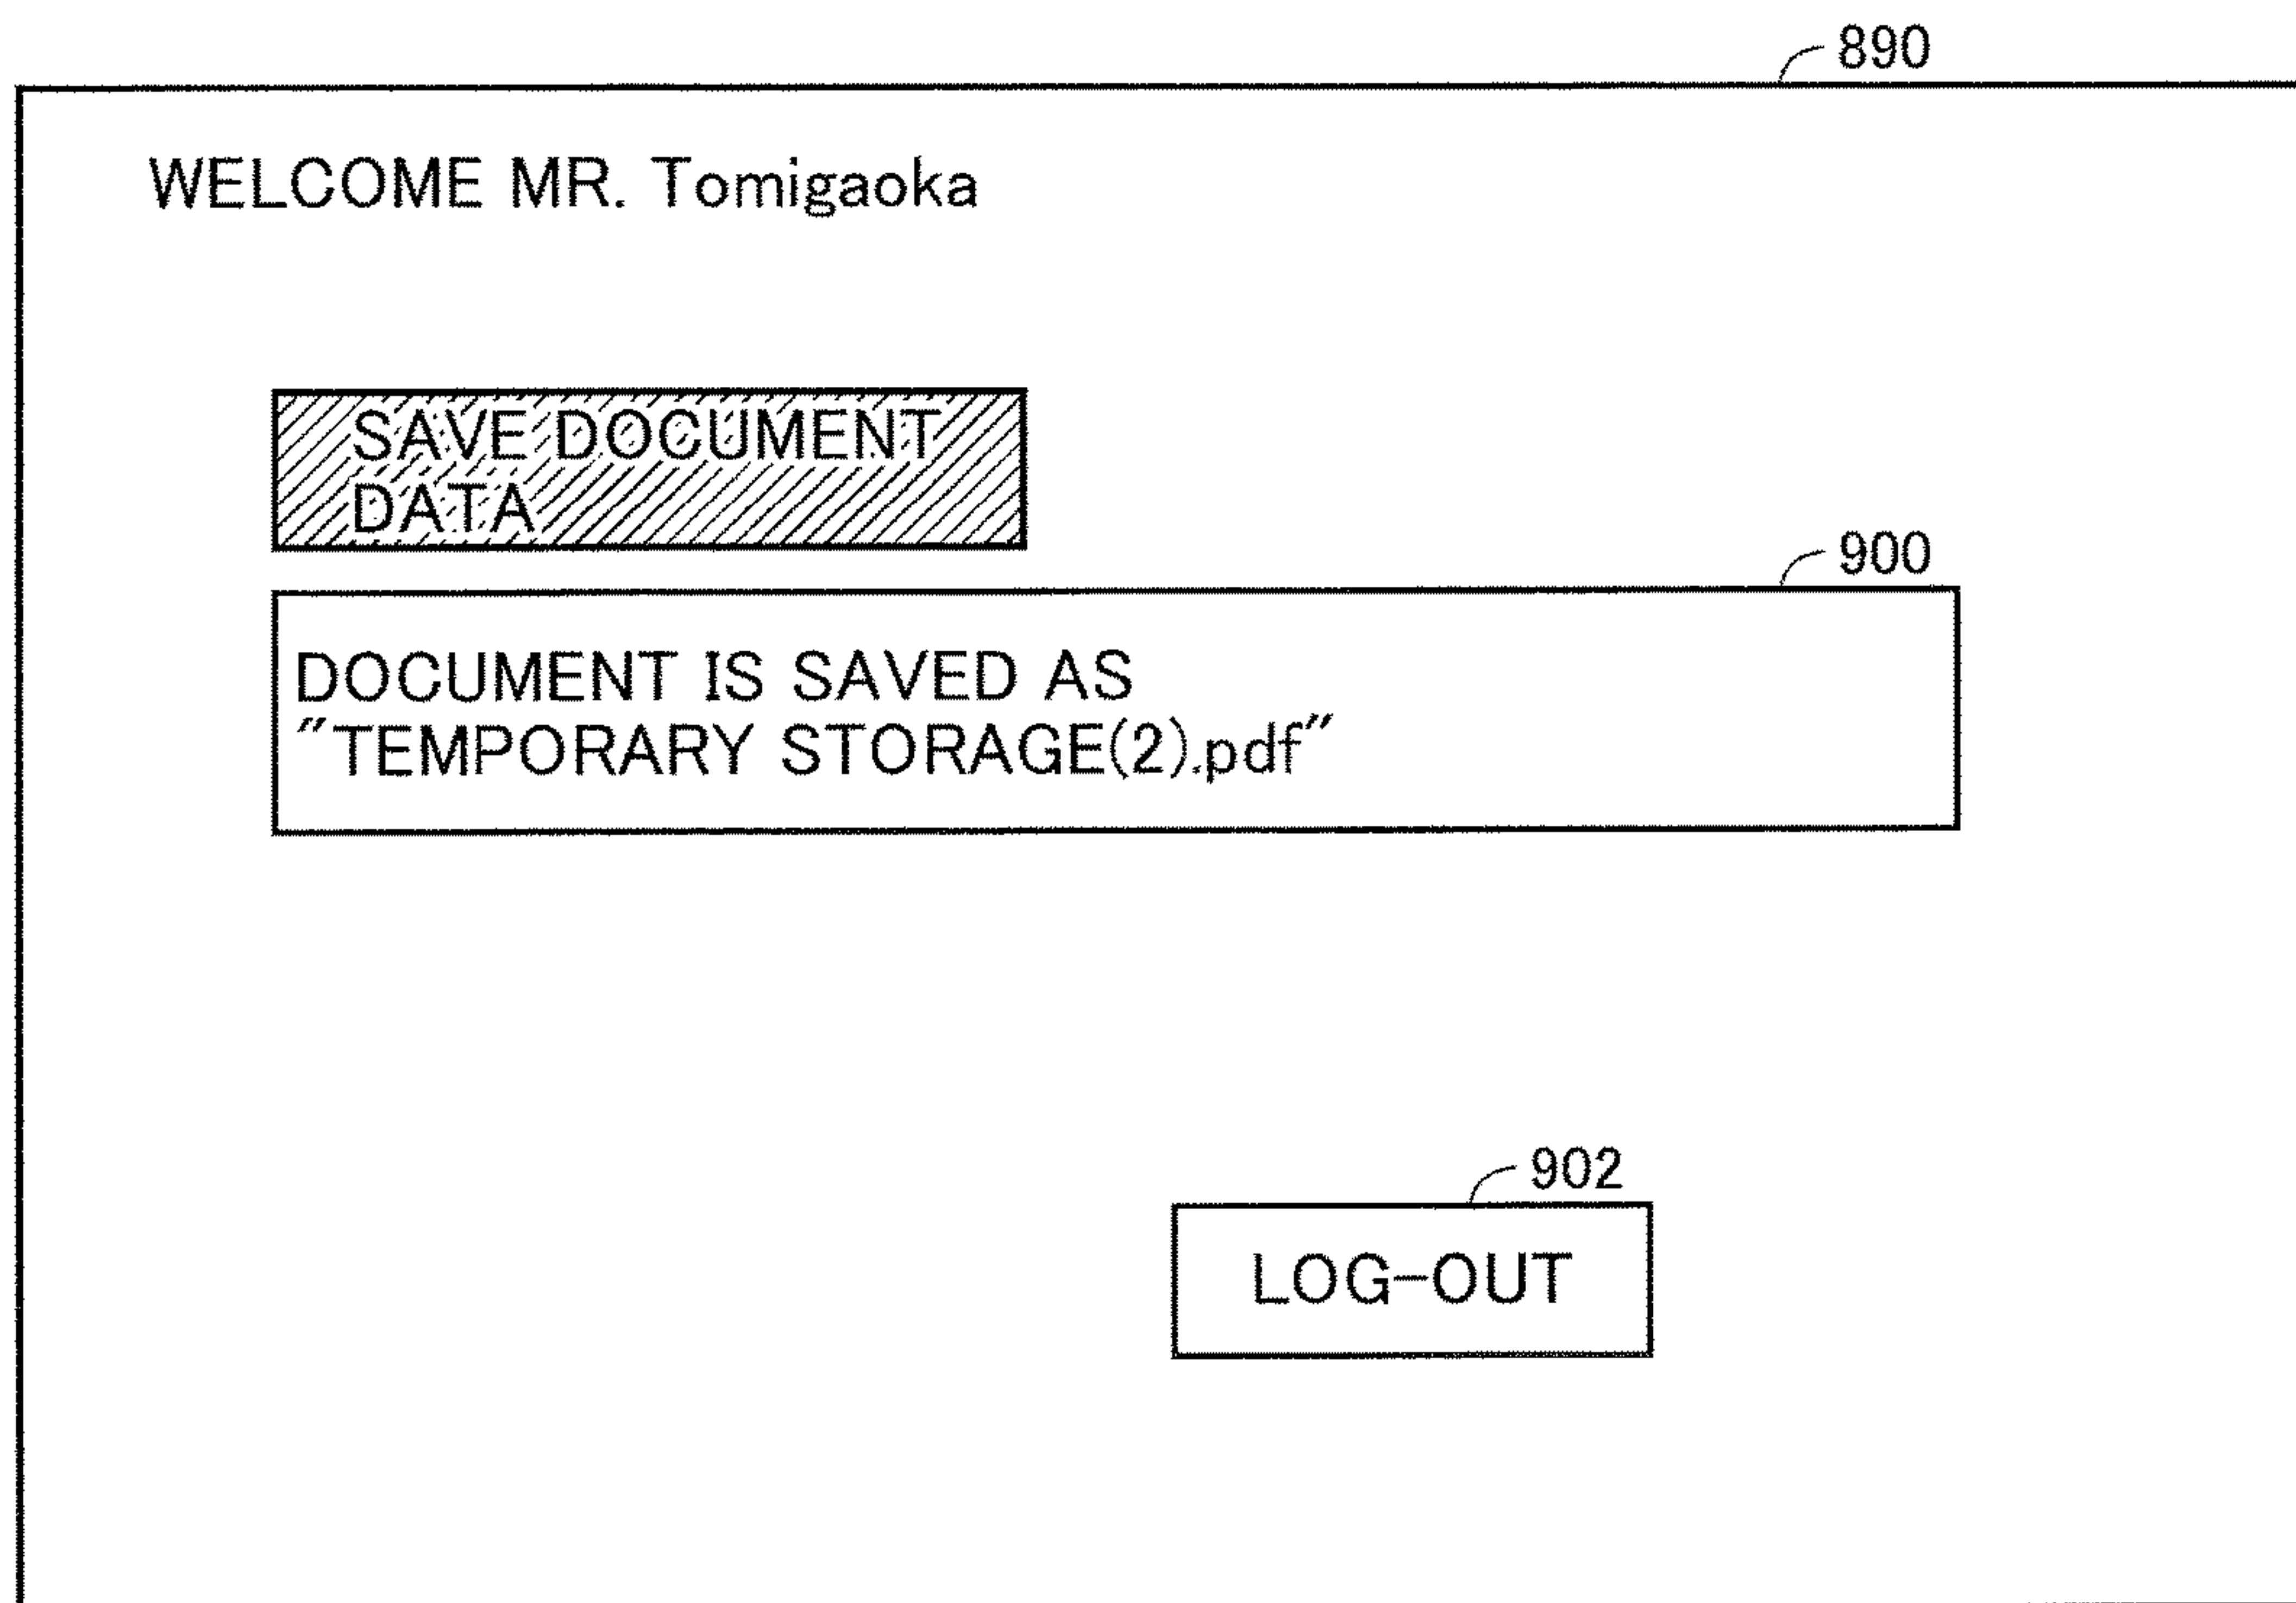 890
WELCOME MR. Tomigaoka
SAVE DOCUMENT
DATA
900
DOCUMENT IS SAVED AS
"TEMPORARY STORAGE(2).pdf"
902
LOG-OUT